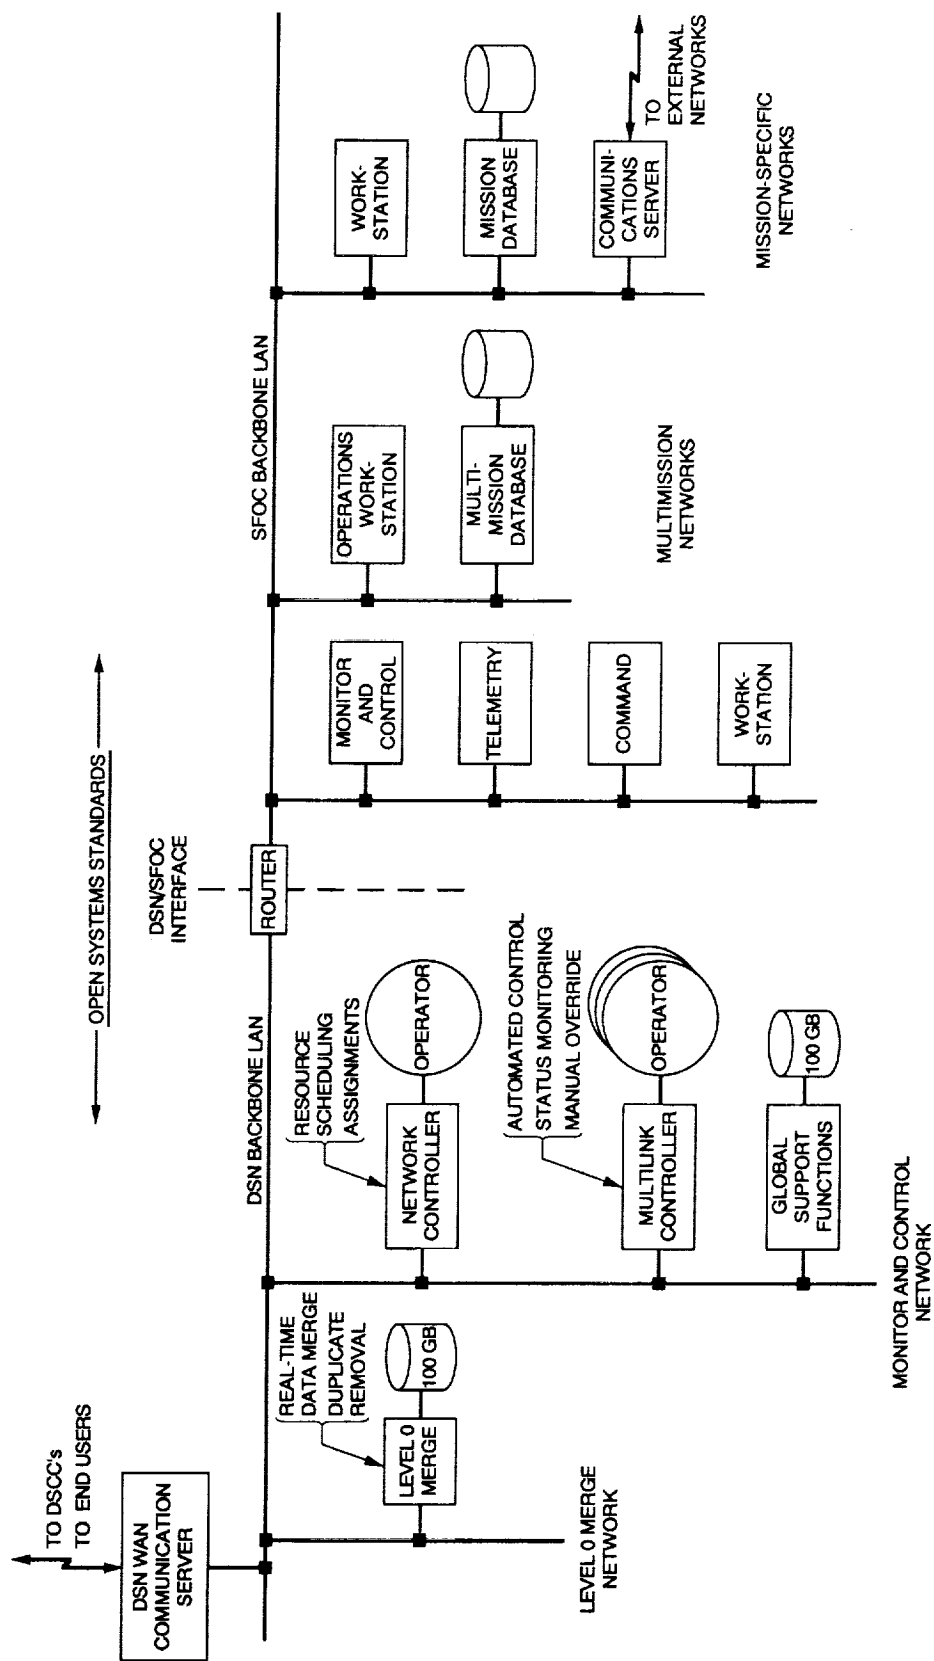 OPEN SYSTEMS STANDARDS
TO DSCC's
TO END USERS
DSN WAN
COMMUNICATION
SERVER
DSN BACKBONE LAN
DSN/SFOC
INTERFACE
ROUTER
SFOC BACKBONE LAN
REAL-TIME
DATA MERGE
DUPLICATE
REMOVAL
LEVEL 0
MERGE
100 GB
LEVEL 0 MERGE
NETWORK
RESOURCE
SCHEDULING
ASSIGNMENTS
NETWORK
CONTROLLER
OPERATOR
AUTOMATED CONTROL
STATUS MONITORING
MANUAL OVERRIDE
MULTILINK
CONTROLLER
OPERATOR
GLOBAL
SUPPORT
FUNCTIONS
100 GB
MONITOR AND CONTROL
NETWORK
MONITOR
AND
CONTROL
TELEMETRY
COMMAND
WORK-
STATION
OPERATIONS
WORK-
STATION
MULTI-
MISSION
DATABASE
MULTIMISSION
NETWORKS
WORK-
STATION
MISSION
DATABASE
COMMUNI-
CATIONS
SERVER
TO
EXTERNAL
NETWORKS
MISSION-SPECIFIC
NETWORKS